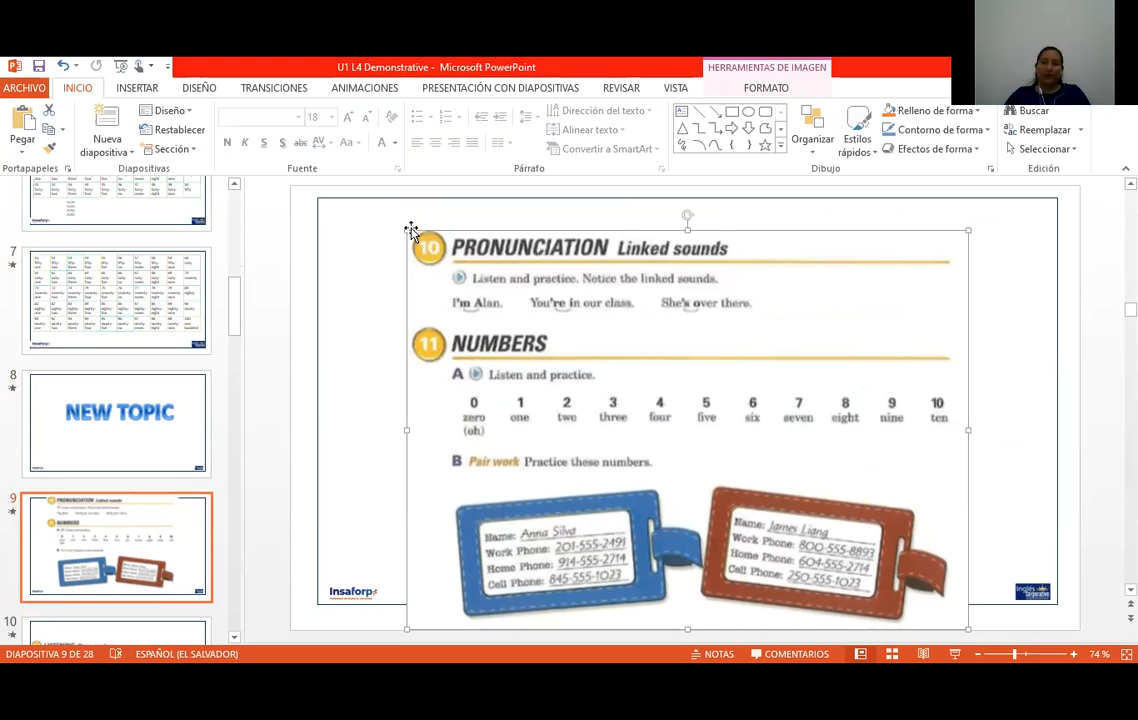 U1 L4 Demonstrative - Microsoft PowerPoint
HERRAMIENTAS DE IMAGEN
ARCHIVO INICIO INSERTAR DISEÑO TRANSICIONES ANIMACIONES PRESENTACIÓN CON DIAPOSITIVAS REVISAR VISTA FORMATO
Pegar
Nueva diapositiva
Diseño
Restablecer
Sección
18
N K S S abc AV Aa A
Dirección del texto
Alinear texto
Convertir a SmartArt
Organizar
Estilos rápidos
Relleno de forma
Contorno de forma
Efectos de forma
Buscar
Reemplazar
Seleccionar
Portapapeles Diapositivas Fuente Párrafo Dibujo Edición
7
8
NEW TOPIC
9
10
10 PRONUNCIATION Linked sounds
Listen and practice. Notice the linked sounds.
I'm Alan. You're in our class. She's over there.
11 NUMBERS
A Listen and practice.
0 1 2 3 4 5 6 7 8 9 10
zero one two three four five six seven eight nine ten
(oh)
B Pair work Practice these numbers.
Name: Anna Silva
Work Phone: 201-555-2491
Home Phone: 914-555-2714
Cell Phone: 845-555-1023
Name: James Liang
Work Phone: 800-555-8893
Home Phone: 604-555-2714
Cell Phone: 250-555-1023
Insaforp
Inglés
Corporativo
DIAPOSITIVA 9 DE 28 ESPAÑOL (EL SALVADOR) NOTAS COMENTARIOS 74 %